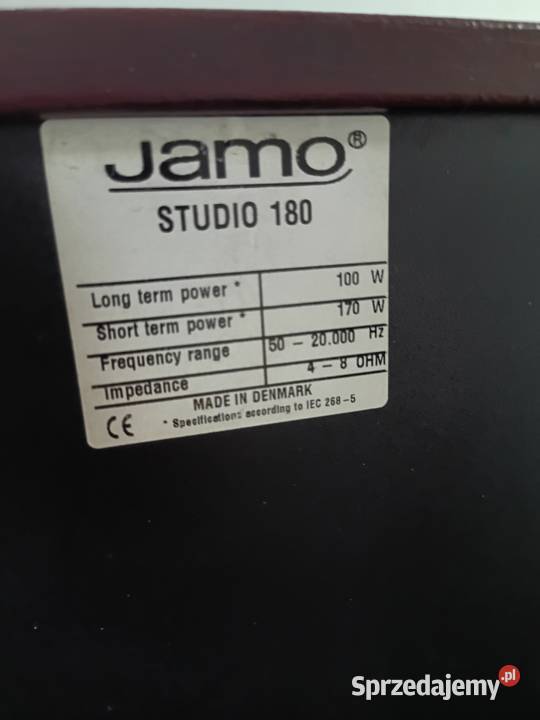 Jamo®
STUDIO 180
Long term power * 100 W
Short term power * 170 W
Frequency range 50 – 20.000 Hz
Impedance 4 – 8 OHM
MADE IN DENMARK
CE * Specifications according to IEC 268-5
Sprzedajemy.pl